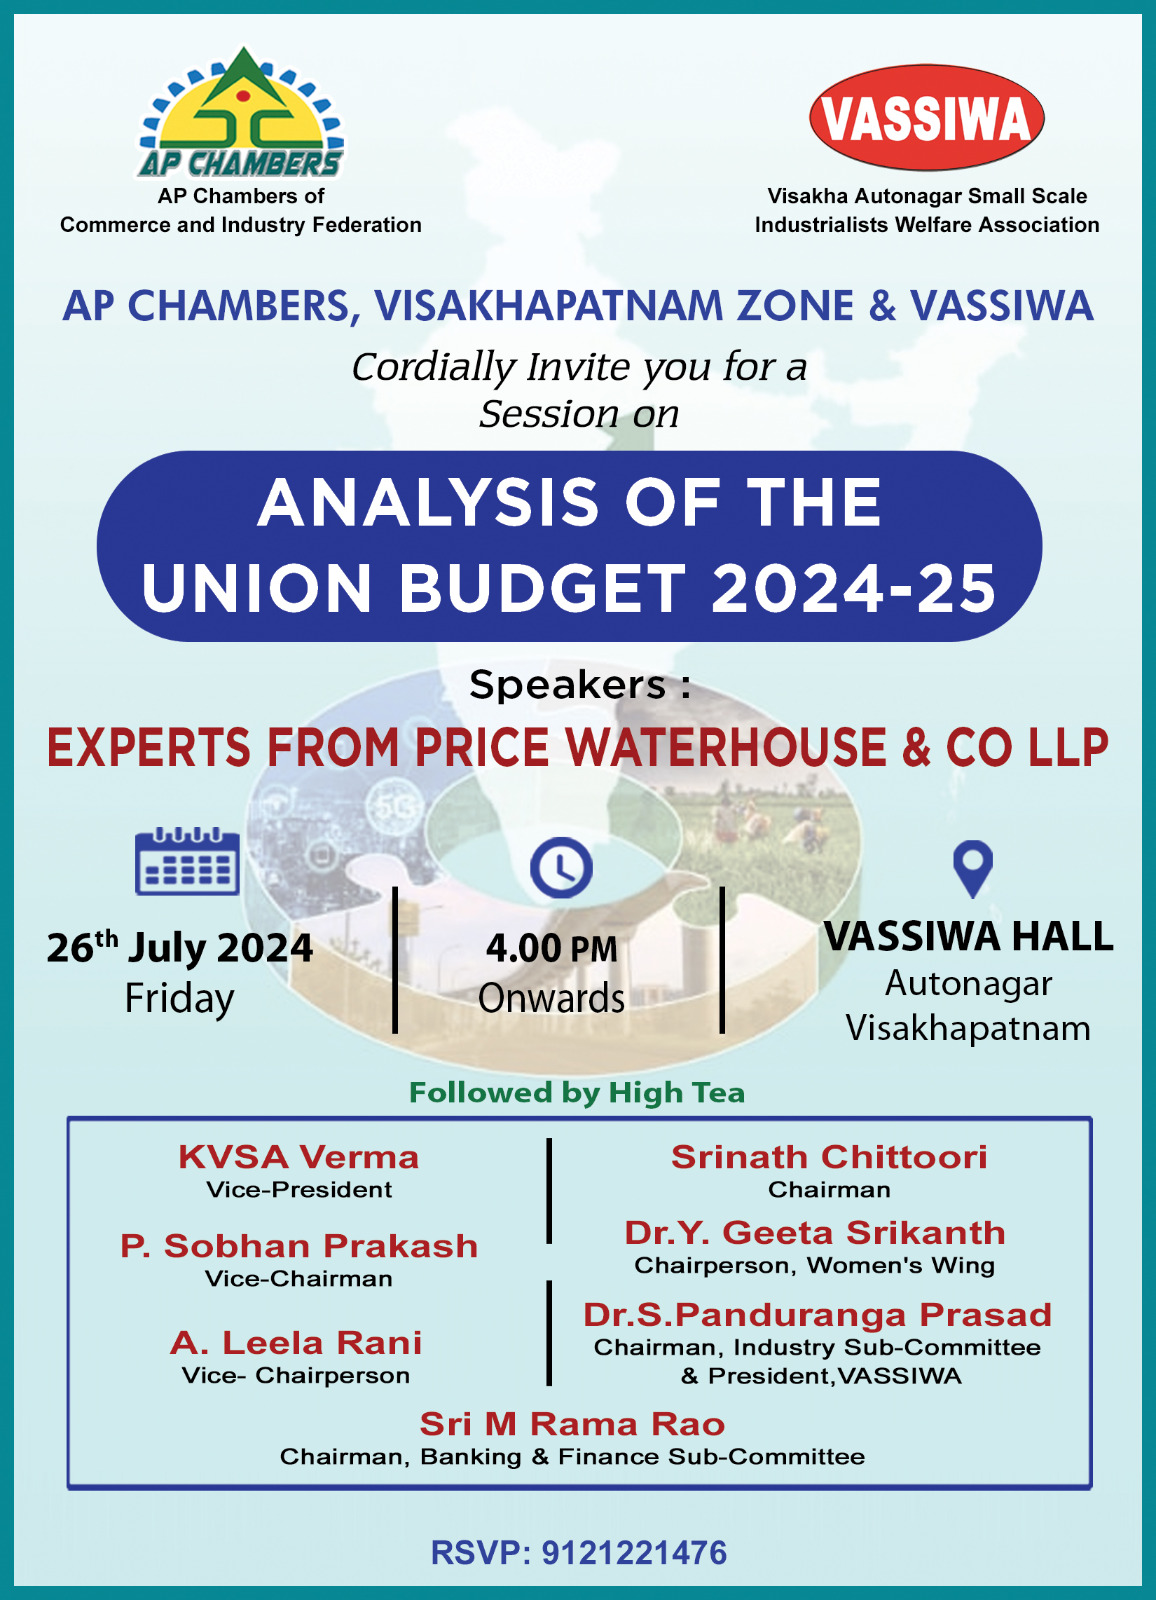 AP CHAMBERS
AP Chambers of
Commerce and Industry Federation
VASSIWA
Visakha Autonagar Small Scale
Industrialists Welfare Association
AP CHAMBERS, VISAKHAPATNAM ZONE & VASSIWA
Cordially Invite you for a
Session on
ANALYSIS OF THE
UNION BUDGET 2024-25
Speakers :
EXPERTS FROM PRICE WATERHOUSE & CO LLP
5G
26th July 2024
Friday
4.00 PM
Onwards
VASSIWA HALL
Autonagar
Visakhapatnam
Followed by High Tea
KVSA Verma
Vice-President
P. Sobhan Prakash
Vice-Chairman
A. Leela Rani
Vice- Chairperson
Srinath Chittoori
Chairman
Dr.Y. Geeta Srikanth
Chairperson, Women's Wing
Dr.S.Panduranga Prasad
Chairman, Industry Sub-Committee
& President,VASSIWA
Sri M Rama Rao
Chairman, Banking & Finance Sub-Committee
RSVP: 9121221476